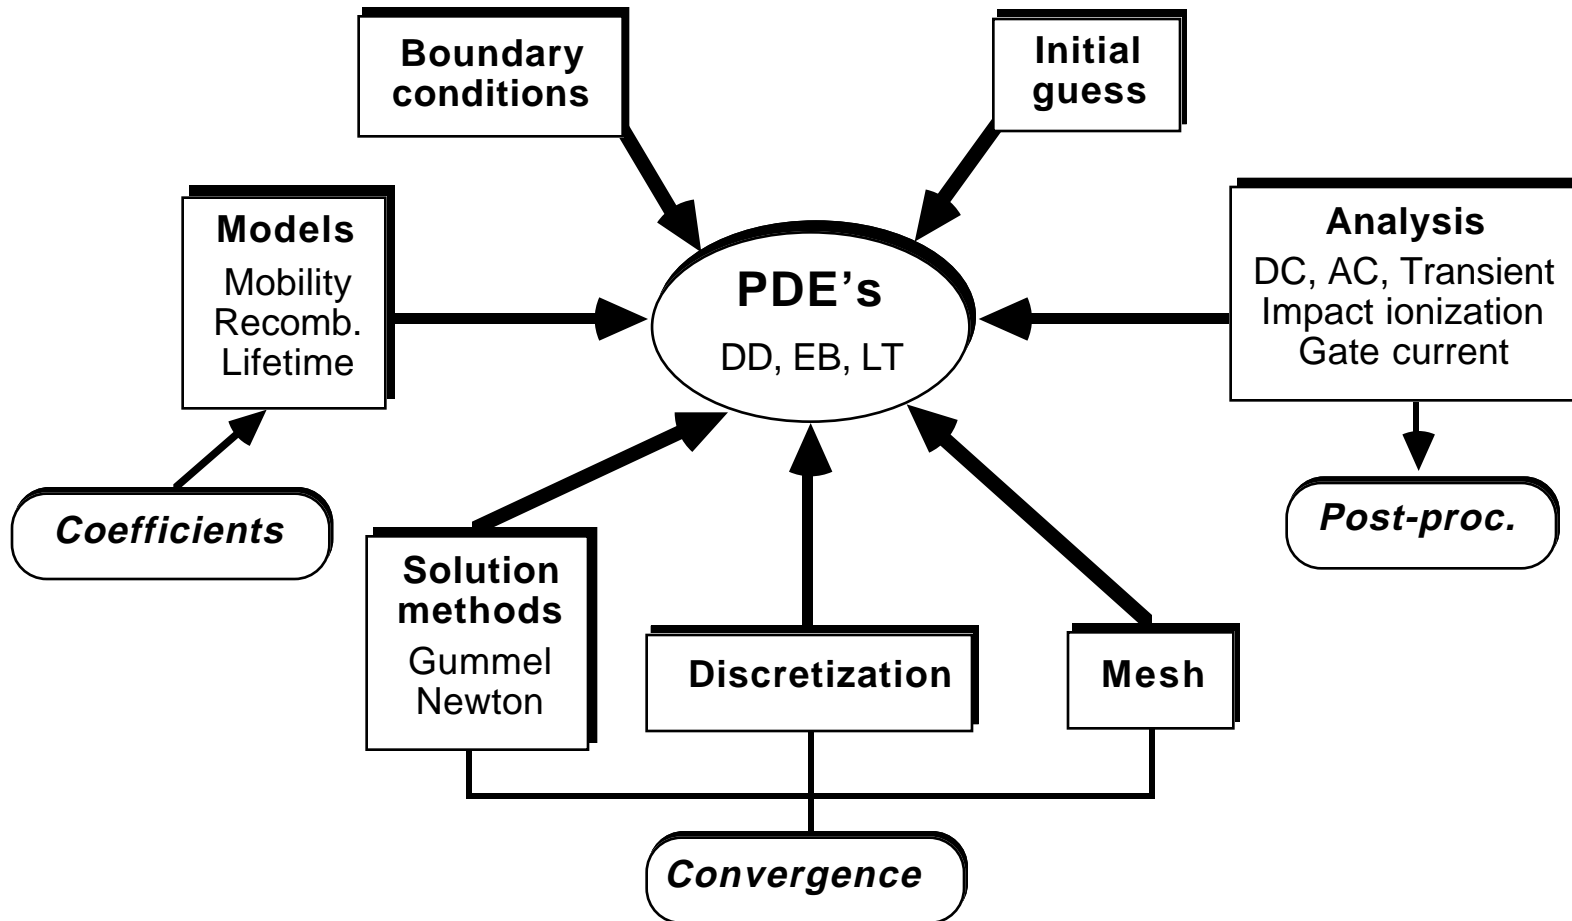 Boundary
conditions
Initial
guess
Models
Mobility
Recomb.
Lifetime
PDE’s
DD, EB, LT
Analysis
DC, AC, Transient
Impact ionization
Gate current
Coefficients
Post-proc.
Solution
methods
Gummel
Newton
Discretization
Mesh
Convergence